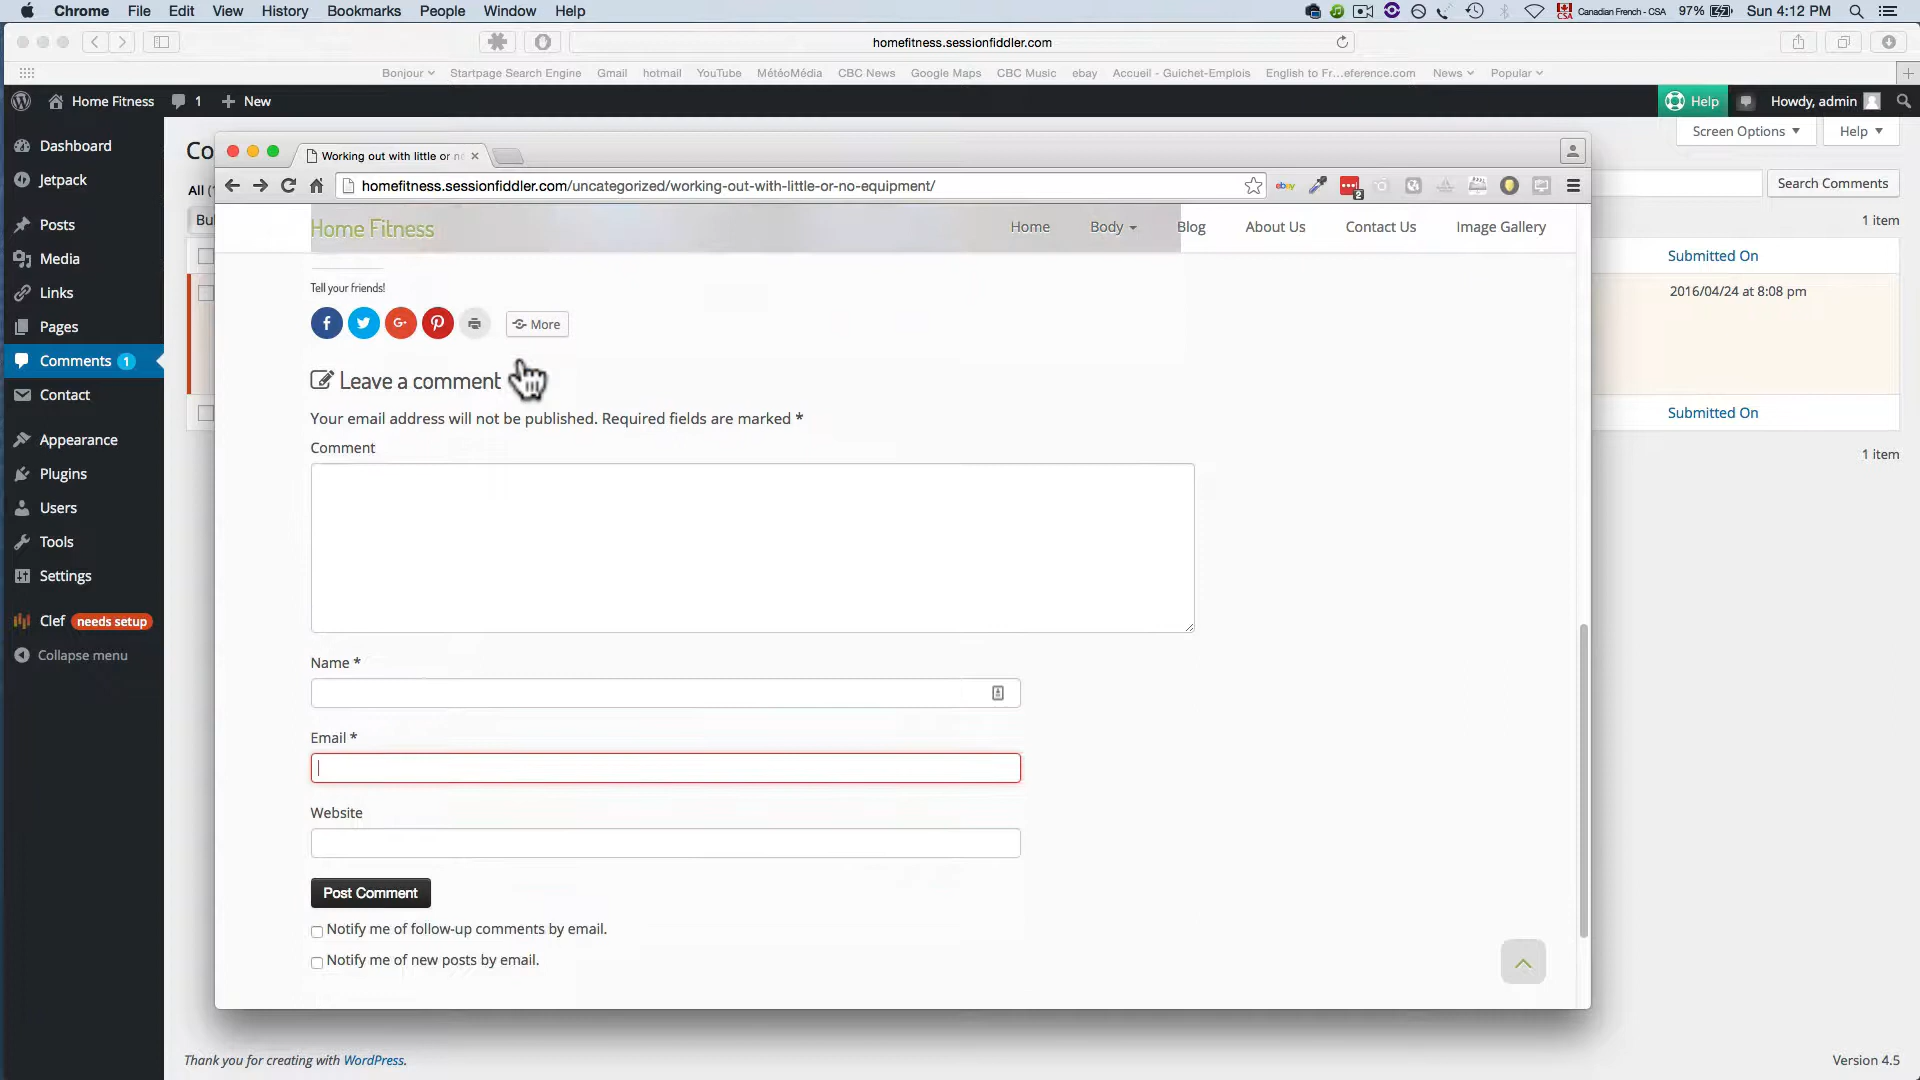 Chrome File Edit View History Bookmarks People Window Help
Canadian French - CSA 97% Sun 4:12 PM
homefitness.sessionfiddler.com
Bonjour Startpage Search Engine Gmail hotmail YouTube MétéoMédia CBC News Google Maps CBC Music ebay Accueil - Guichet-Emplois English to Fr...eference.com News Popular
Home Fitness 1 New Help Howdy, admin
Screen Options Help
Dashboard
Jetpack
Posts
Media
Links
Pages
Comments 1
Contact
Appearance
Plugins
Users
Tools
Settings
Clef needs setup
Collapse menu
Co
All (
Bu
Search Comments
1 item
Submitted On
2016/04/24 at 8:08 pm
Submitted On
1 item
Working out with little or n
homefitness.sessionfiddler.com/uncategorized/working-out-with-little-or-no-equipment/
Home Fitness Home Body Blog About Us Contact Us Image Gallery
Tell your friends!
More
Leave a comment
Your email address will not be published. Required fields are marked *
Comment
Name *
Email *
Website
Post Comment
Notify me of follow-up comments by email.
Notify me of new posts by email.
Thank you for creating with WordPress.
Version 4.5